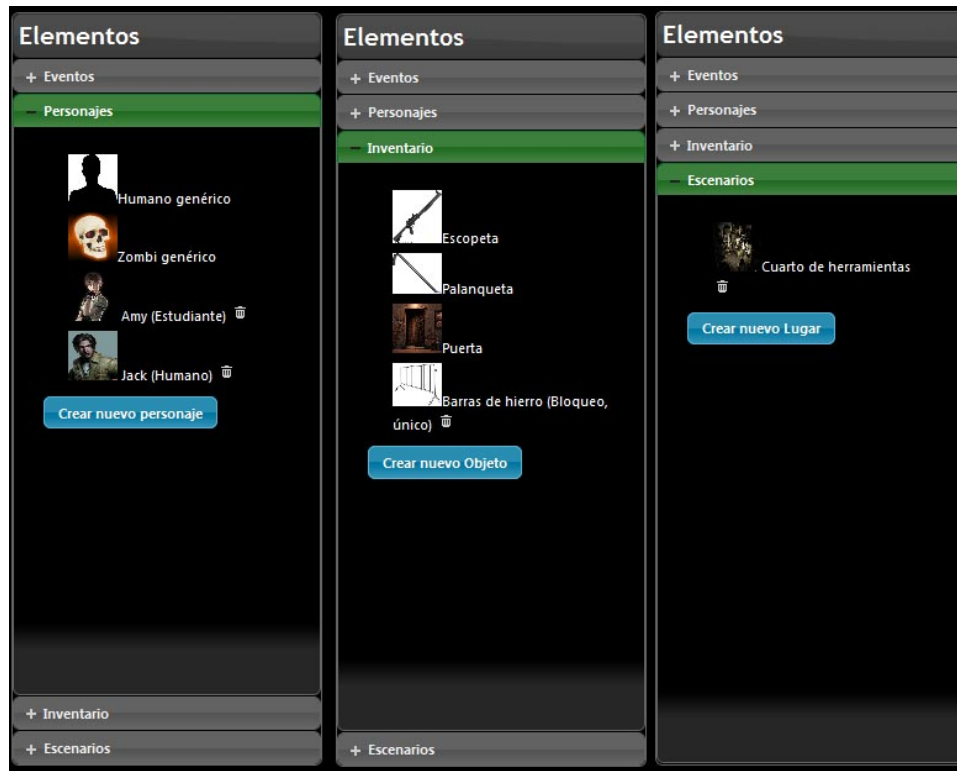 Elementos
+ Eventos
− Personajes
Humano genérico
Zombi genérico
Amy (Estudiante)
Jack (Humano)
Crear nuevo personaje
+ Inventario
+ Escenarios
Elementos
+ Eventos
+ Personajes
− Inventario
Escopeta
Palanqueta
Puerta
Barras de hierro (Bloqueo,
único)
Crear nuevo Objeto
+ Escenarios
Elementos
+ Eventos
+ Personajes
+ Inventario
− Escenarios
Cuarto de herramientas
Crear nuevo Lugar